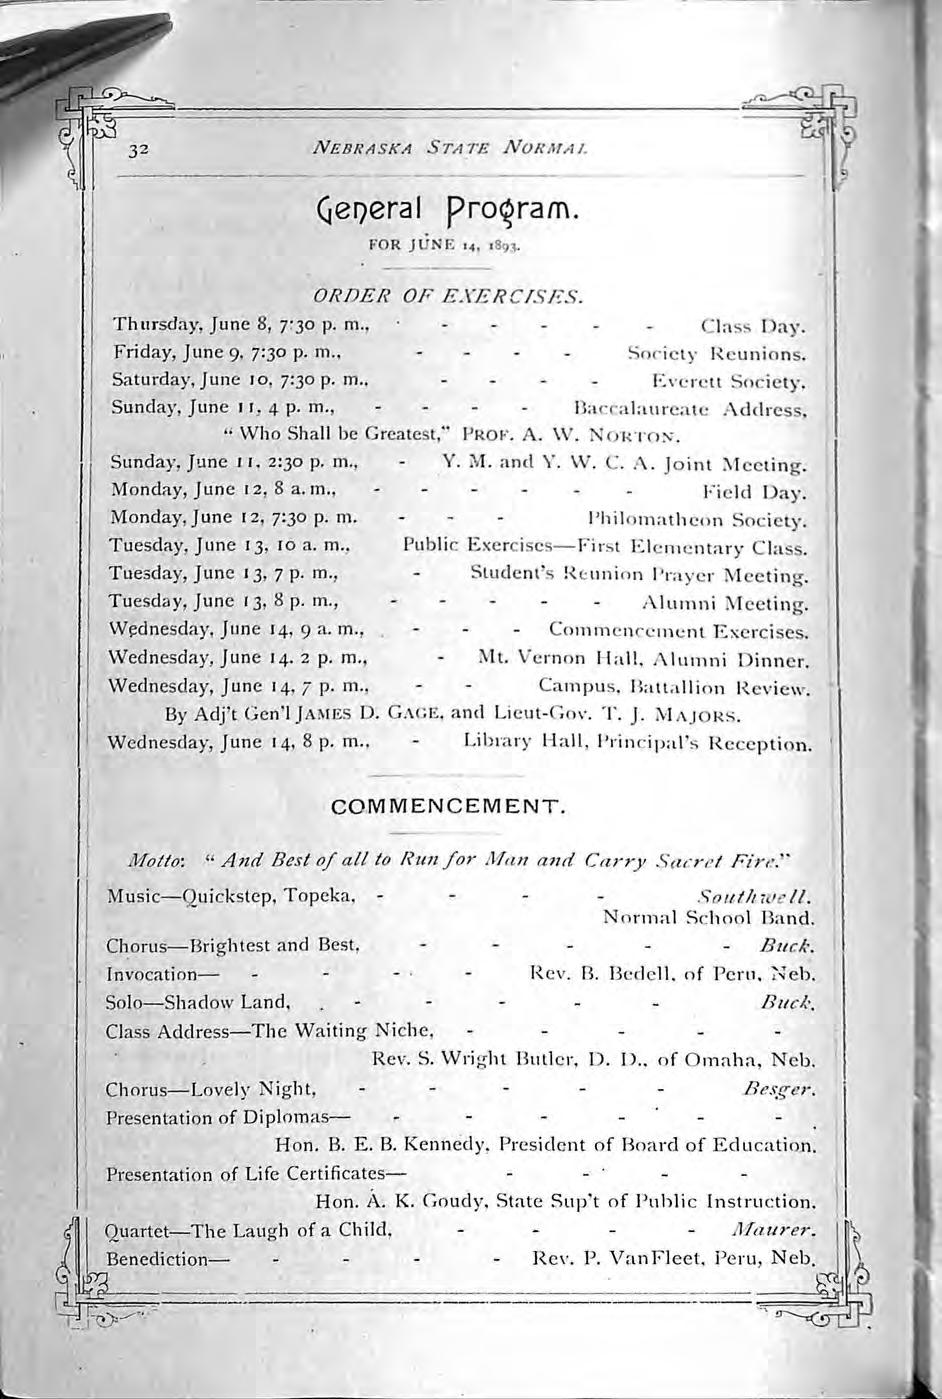 32 NEBRASKA STATE NORMAL
General Program.
FOR JUNE 14, 1893.
ORDER OF EXERCISES.
Thursday, June 8, 7:30 p. m., - - - - - Class Day.
Friday, June 9, 7:30 p. m., - - - - Society Reunions.
Saturday, June 10, 7:30 p. m., - - - - Everett Society.
Sunday, June 11, 4 p. m., - - - - Baccalaureate Address,
“ Who Shall be Greatest,” PROF. A. W. NORTON.
Sunday, June 11, 2:30 p. m., - Y. M. and Y. W. C. A. Joint Meeting.
Monday, June 12, 8 a. m., - - - - - - Field Day.
Monday, June 12, 7:30 p. m. - - - Philomatheon Society.
Tuesday, June 13, 10 a. m., Public Exercises—First Elementary Class.
Tuesday, June 13, 7 p. m., - Student's Reunion Prayer Meeting.
Tuesday, June 13, 8 p. m., - - - - - Alumni Meeting.
Wednesday, June 14, 9 a. m., - - - Commencement Exercises.
Wednesday, June 14. 2 p. m., - Mt. Vernon Hall, Alumni Dinner.
Wednesday, June 14, 7 p. m., - - Campus, Battallion Review.
By Adj't Gen'l JAMES D. GAGE, and Lieut-Gov. T. J. MAJORS.
Wednesday, June 14, 8 p. m., - Library Hall, Principal's Reception.
COMMENCEMENT.
Motto: “ And Best of all to Run for Man and Carry Sacret Fire.”
Music—Quickstep, Topeka, - - - - Southwell.
Normal School Band.
Chorus—Brightest and Best, - - - - - Buck.
Invocation— - - - - Rev. B. Bedell, of Peru, Neb.
Solo—Shadow Land, - - - - - Buck.
Class Address—The Waiting Niche, - - - - -
Rev. S. Wright Butler, D. D., of Omaha, Neb.
Chorus—Lovely Night, - - - - - Besger.
Presentation of Diplomas— - - - - - -
Hon. B. E. B. Kennedy, President of Board of Education.
Presentation of Life Certificates— - - - -
Hon. A. K. Goudy, State Sup't of Public Instruction.
Quartet—The Laugh of a Child, - - - - Maurer.
Benediction— - - - - Rev. P. VanFleet, Peru, Neb.